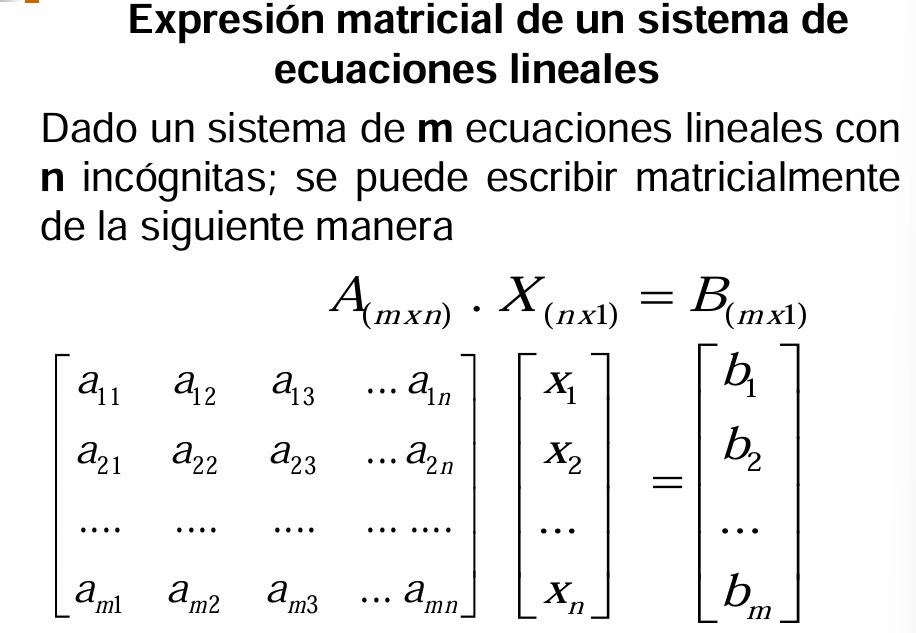 Expresión matricial de un sistema de
ecuaciones lineales
Dado un sistema de m ecuaciones lineales con
n incógnitas; se puede escribir matricialmente
de la siguiente manera
A(mxn) . X(nx1) = B(mx1)
a11 a12 a13 ... a1n x1 b1
a21 a22 a23 ... a2n x2 = b2
.... .... .... ... .... ... ...
am1 am2 am3 ... amn xn bm